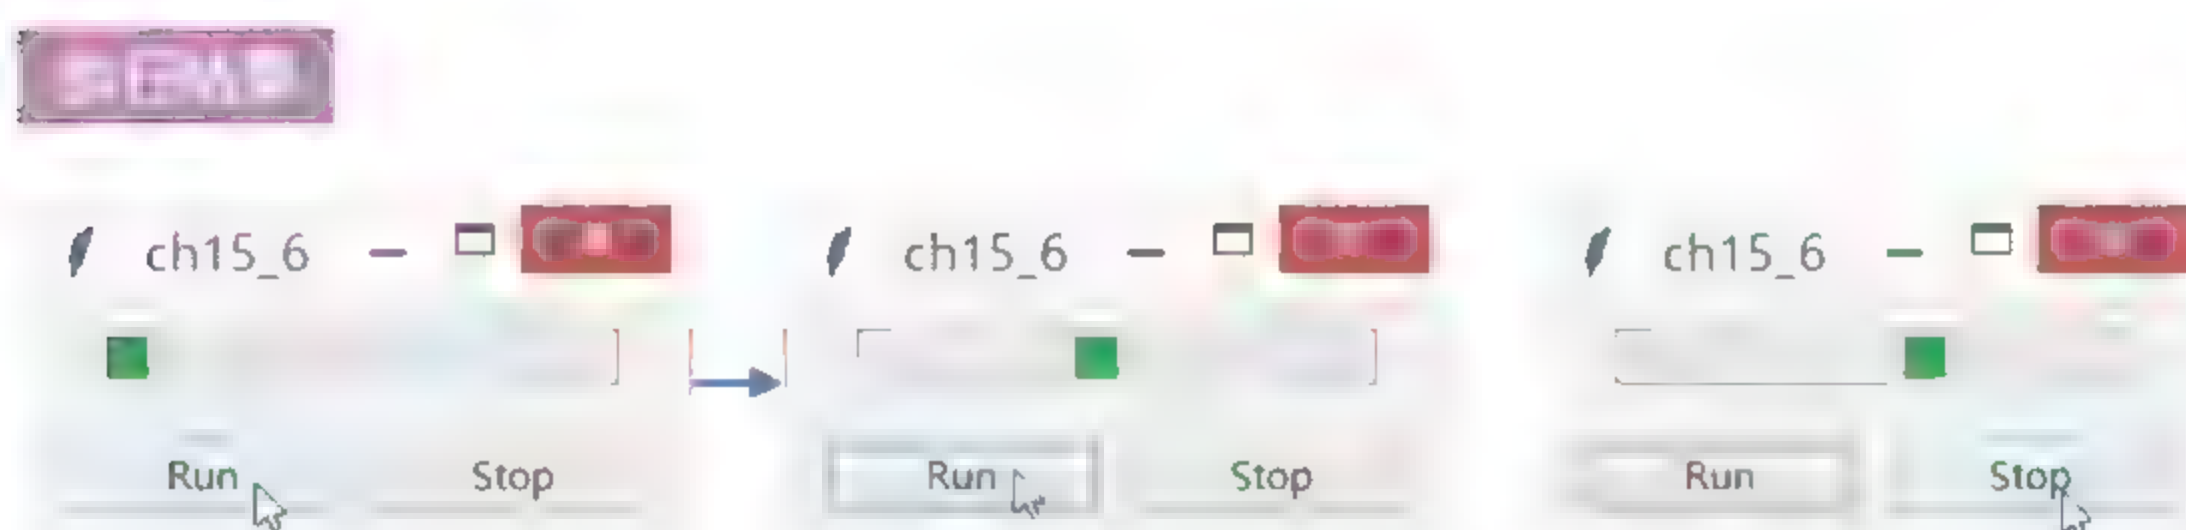 ch15_6 ch15_6 ch15_6
Run Stop Run Stop Run Stop